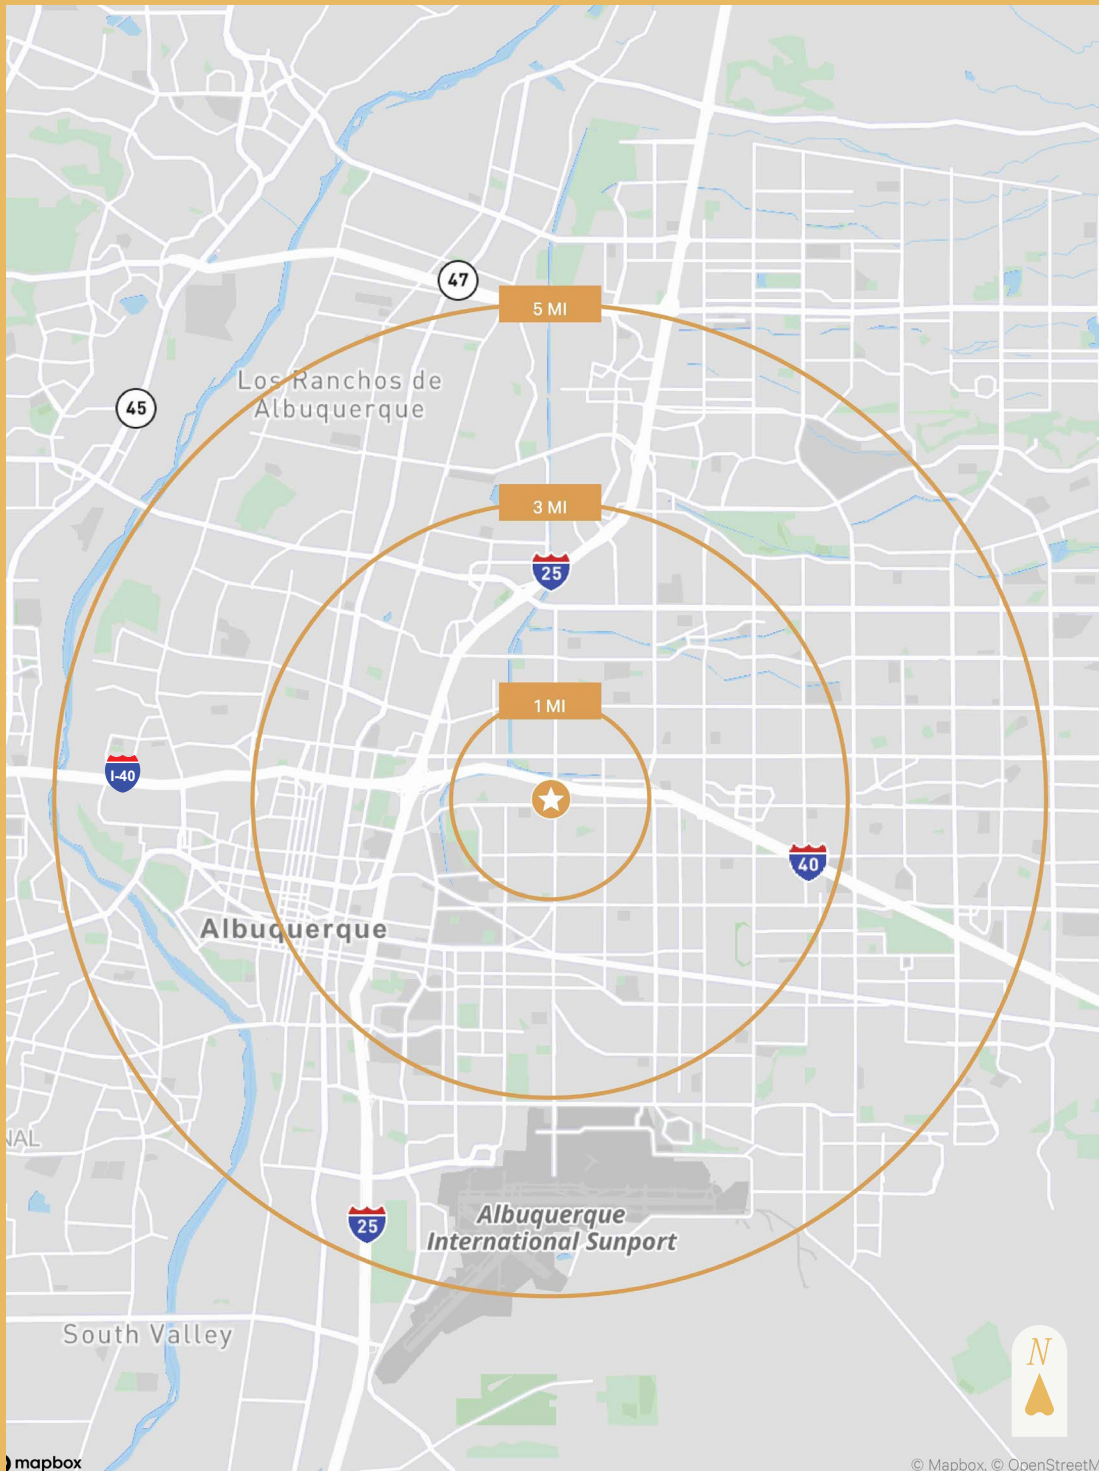 47
5 MI
Los Ranchos de
Albuquerque
45
3 MI
25
1 MI
I-40
40
Albuquerque
NAL
Albuquerque
International Sunport
25
South Valley
N
mapbox
© Mapbox, © OpenStreetM